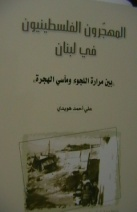 المهجرون الفلسطينيون
في لبنان
"بين مرارة اللجوء ومآسي الهجرة"
علي أحمد هويدي